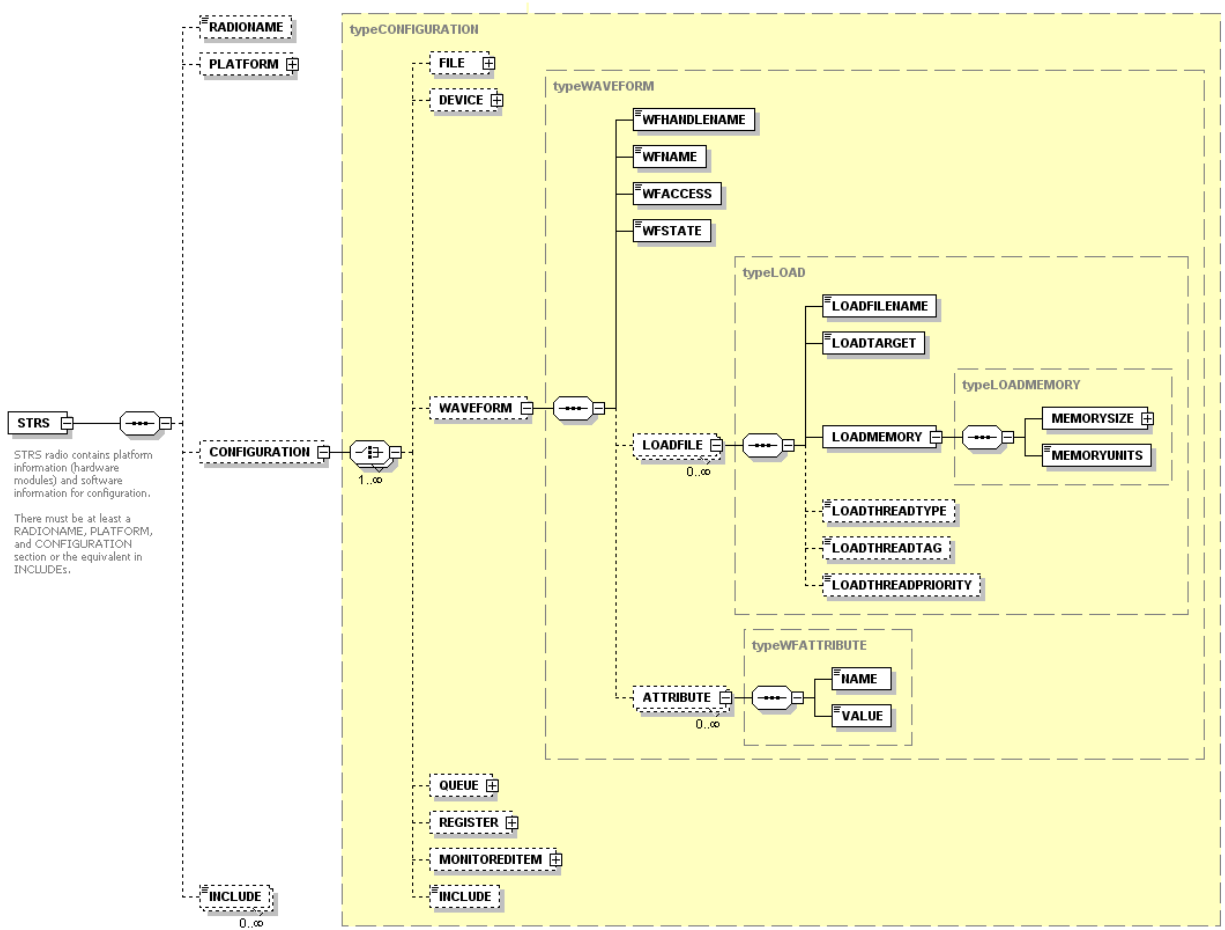 RADIONAME
PLATFORM
typeCONFIGURATION
FILE
DEVICE
typeWAVEFORM
WFHANDLENAME
WFNAME
WFACCESS
WFSTATE
typeLOAD
LOADFILENAME
LOADTARGET
typeLOADMEMORY
MEMORYSIZE
MEMORYUNITS
WAVEFORM
STRS
STRS radio contains platform
information (hardware
modules) and software
information for configuration.
There must be at least a
RADIONAME, PLATFORM,
and CONFIGURATION
section or the equivalent in
INCLUDEs.
CONFIGURATION
1..∞
LOADFILE
0..∞
LOADMEMORY
LOADTHREADTYPE
LOADTHREADTAG
LOADTHREADPRIORITY
typeWFATTRIBUTE
ATTRIBUTE
0..∞
NAME
VALUE
QUEUE
REGISTER
MONITOREDITEM
INCLUDE
0..∞
INCLUDE